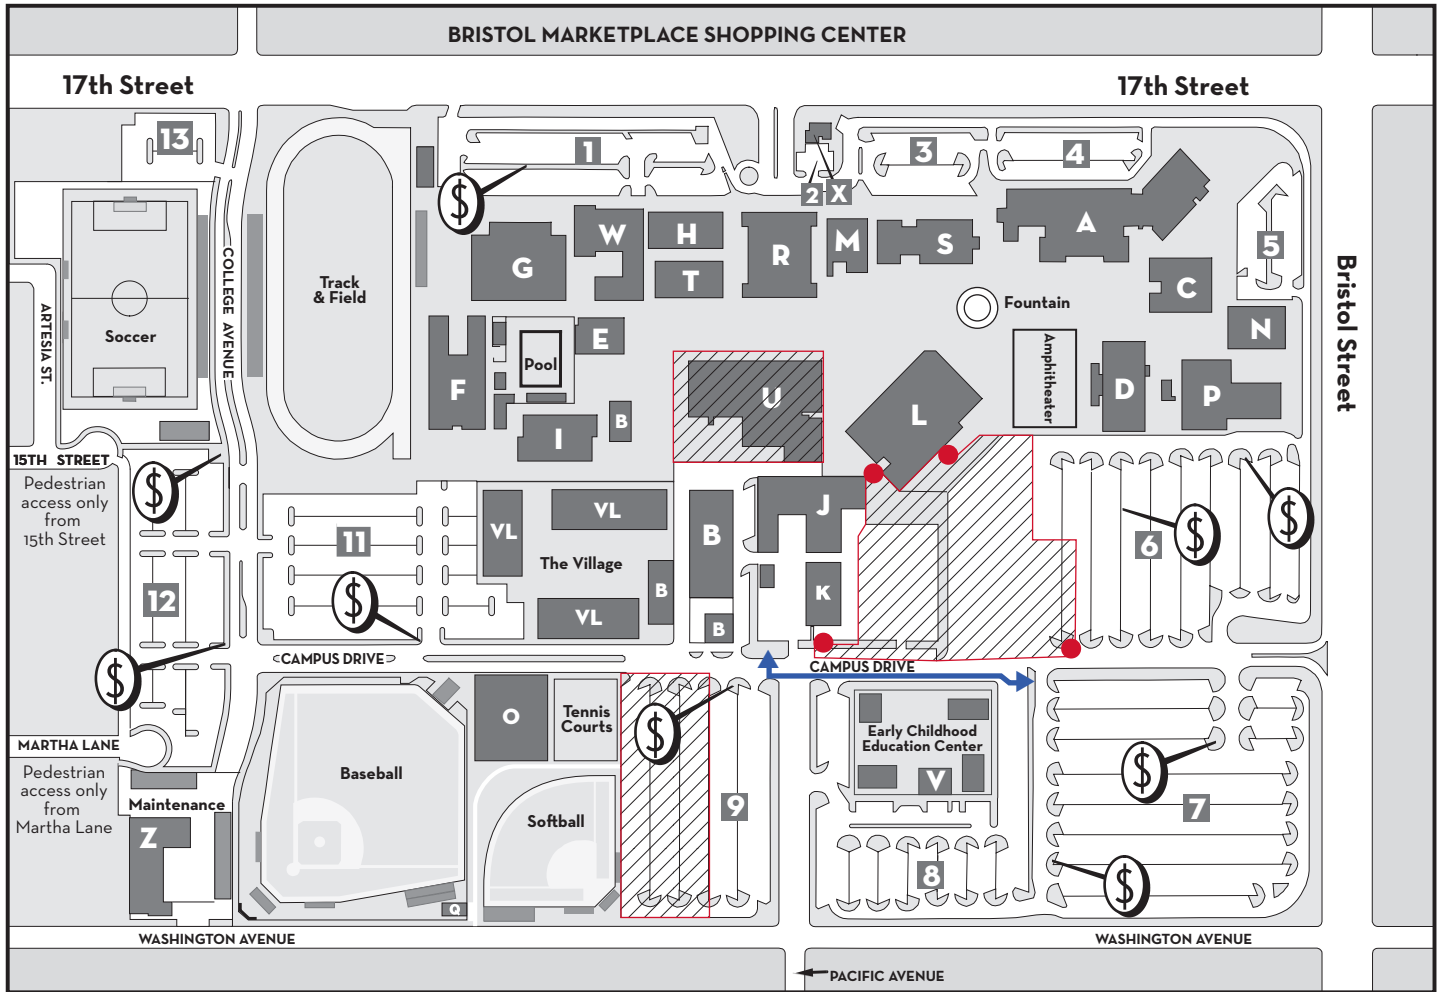 BRISTOL MARKETPLACE SHOPPING CENTER
17th Street
17th Street
13
1
3
4
2
X
$
5
W
H
R
M
S
A
G
T
C
COLLEGE AVENUE
Track
& Field
Fountain
Bristol Street
ARTESIA ST.
Soccer
E
N
Pool
Amphitheater
F
U
L
D
P
I
B
15TH STREET
Pedestrian
access only
from
15th Street
$
VL
VL
B
J
$
$
6
11
The Village
12
$
B
K
VL
B
$
CAMPUS DRIVE
CAMPUS DRIVE
O
Tennis
Courts
$
Early Childhood
Education Center
MARTHA LANE
Pedestrian
access only
from
Martha Lane
Baseball
V
$
Maintenance
9
7
Z
Softball
8
$
Q
WASHINGTON AVENUE
WASHINGTON AVENUE
PACIFIC AVENUE